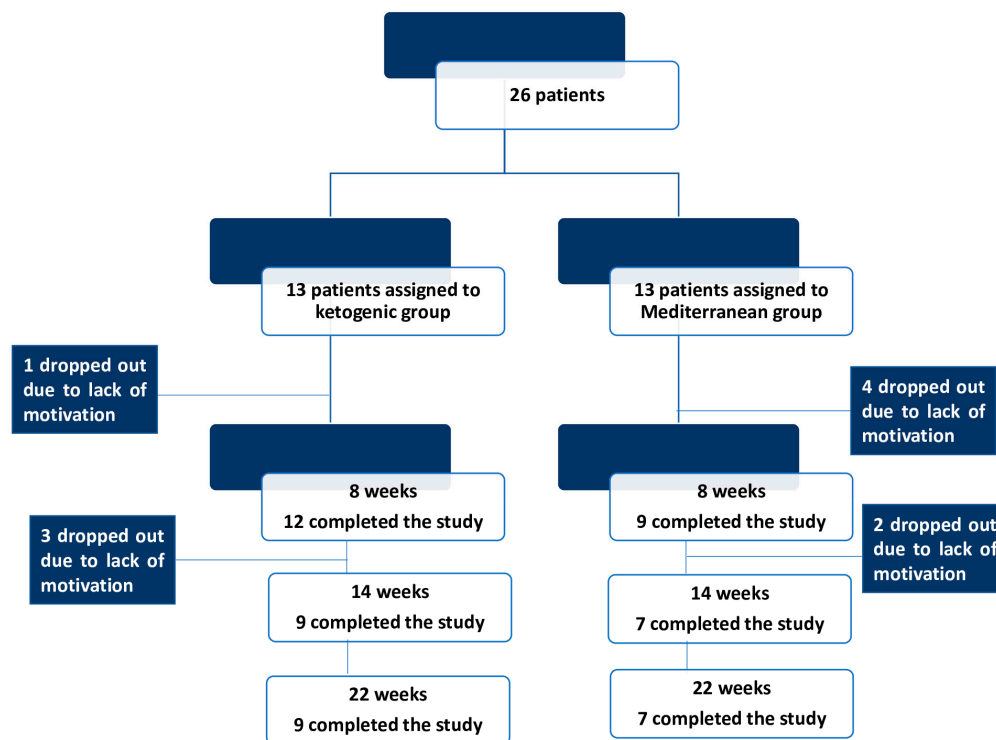 26 patients
13 patients assigned to
ketogenic group
13 patients assigned to
Mediterranean group
1 dropped out
due to lack of
motivation
4 dropped out
due to lack of
motivation
8 weeks
12 completed the study
8 weeks
9 completed the study
3 dropped out
due to lack of
motivation
2 dropped out
due to lack of
motivation
14 weeks
9 completed the study
14 weeks
7 completed the study
22 weeks
9 completed the study
22 weeks
7 completed the study